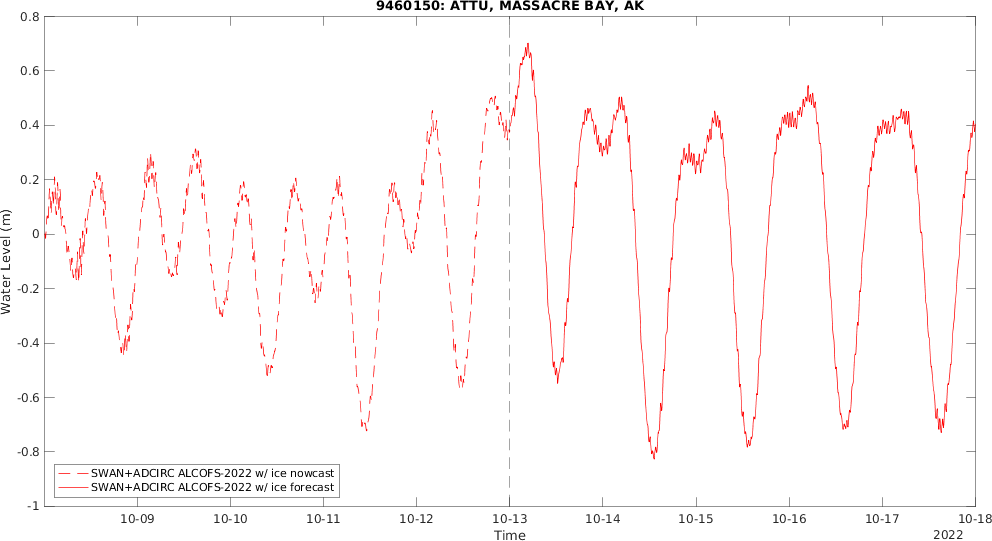 9460150: ATTU, MASSACRE BAY, AK
0.8
0.6
0.4
0.2
0
-0.2
-0.4
-0.6
-0.8
-1
Water Level (m)
SWAN+ADCIRC ALCOFS-2022 w/ ice nowcast
SWAN+ADCIRC ALCOFS-2022 w/ ice forecast
10-09 10-10 10-11 10-12 10-13 10-14 10-15 10-16 10-17 10-18
Time
2022